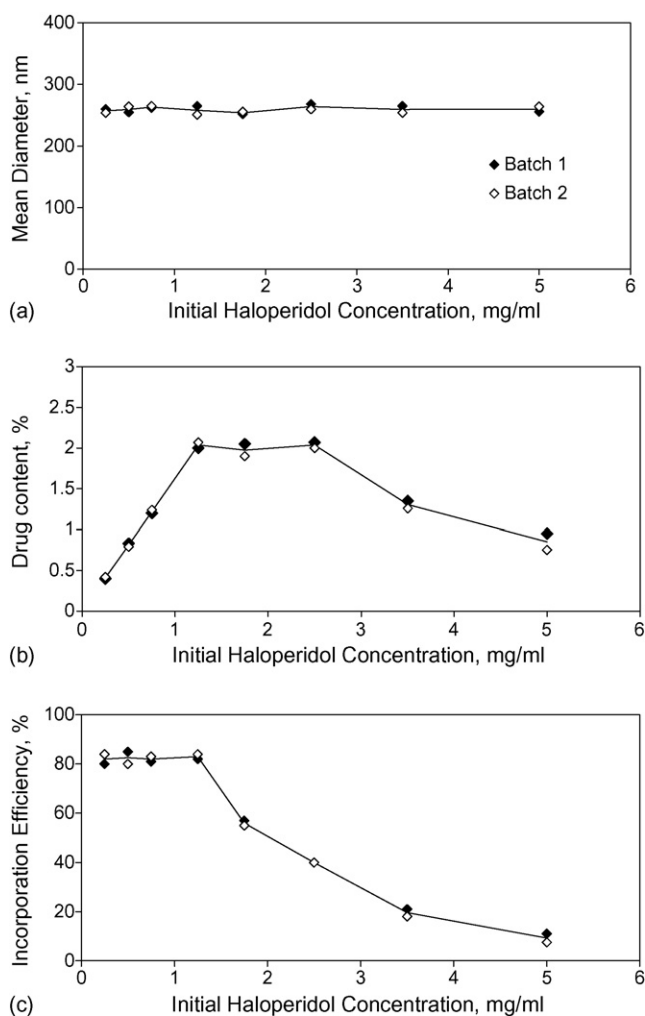 400
300
200
100
0
Mean Diameter, nm
Batch 1
Batch 2
0 1 2 3 4 5 6
(a) Initial Haloperidol Concentration, mg/ml
3
2.5
2
1.5
1
0.5
0
Drug content, %
0 1 2 3 4 5 6
(b) Initial Haloperidol Concentration, mg/ml
100
80
60
40
20
0
Incorporation Efficiency, %
0 1 2 3 4 5 6
(c) Initial Haloperidol Concentration, mg/ml